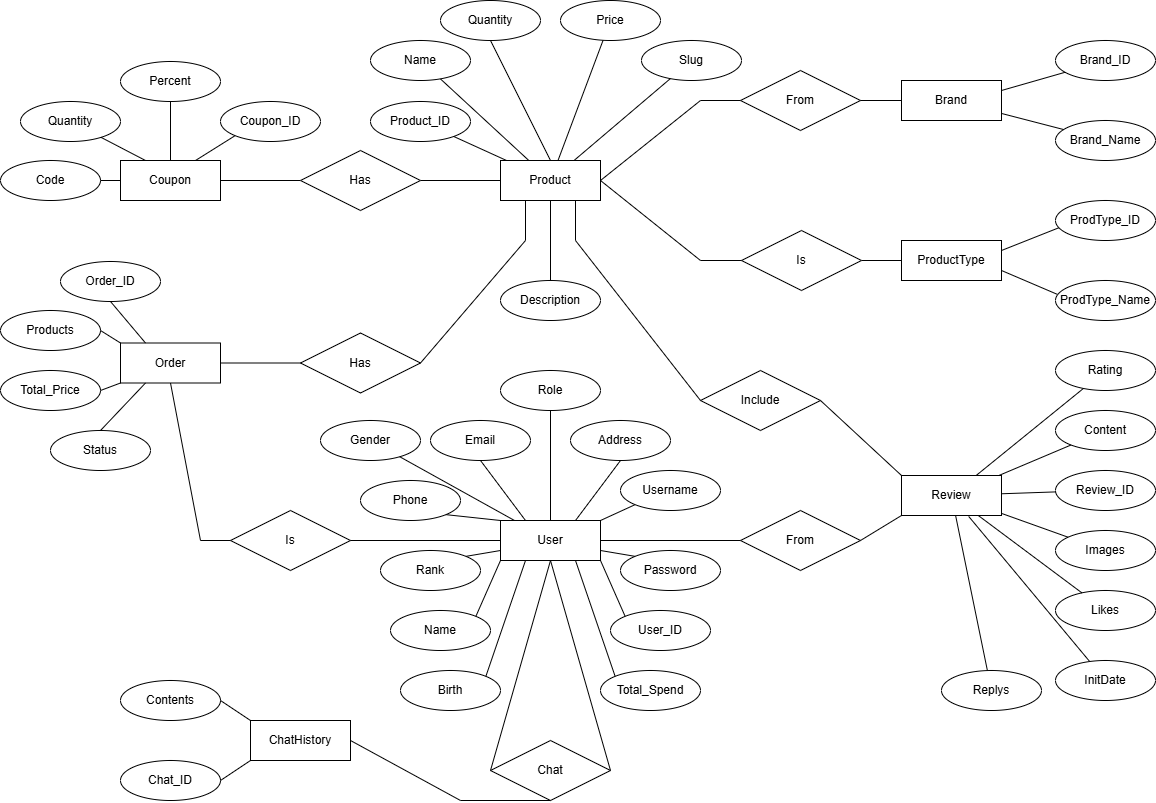 Quantity
Price
Name
Slug
Percent
Product_ID
Quantity
Coupon_ID
From
Brand
Brand_ID
Brand_Name
Code
Coupon
Has
Product
ProdType_ID
Is
ProductType
ProdType_Name
Order_ID
Description
Products
Order
Has
Total_Price
Status
Role
Include
Rating
Content
Gender
Email
Address
Phone
Username
Review
Review_ID
Is
User
From
Images
Rank
Password
Likes
Name
User_ID
Birth
Total_Spend
Replys
InitDate
Contents
ChatHistory
Chat
Chat_ID